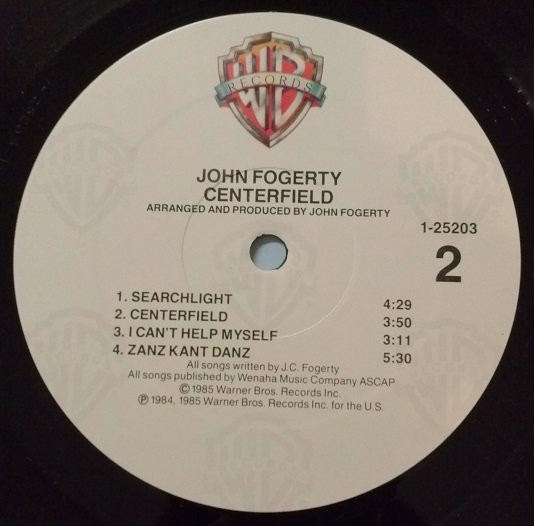 WB
RECORDS
JOHN FOGERTY
CENTERFIELD
ARRANGED AND PRODUCED BY JOHN FOGERTY
1-25203
2
1. SEARCHLIGHT 4:29
2. CENTERFIELD 3:50
3. I CAN'T HELP MYSELF 3:11
4. ZANZ KANT DANZ 5:30
All songs written by J.C. Fogerty
All songs published by Wenaha Music Company ASCAP
© 1985 Warner Bros. Records Inc.
℗ 1984, 1985 Warner Bros. Records Inc. for the U.S.